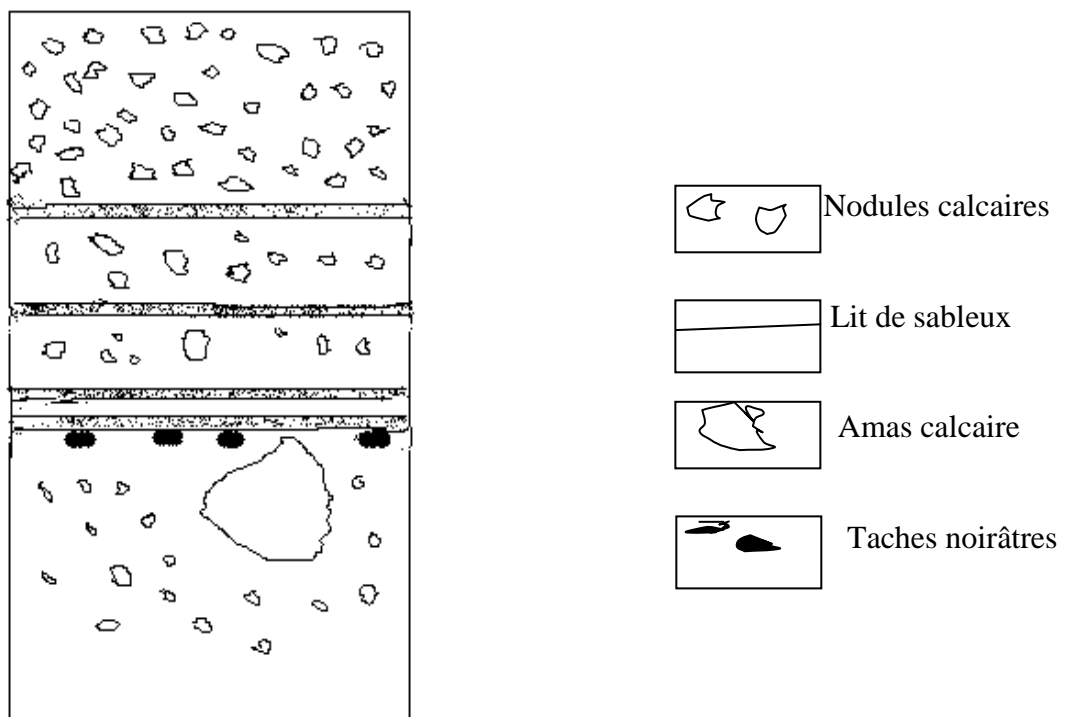 Nodules calcaires
Lit de sableux
Amas calcaire
Taches noirâtres